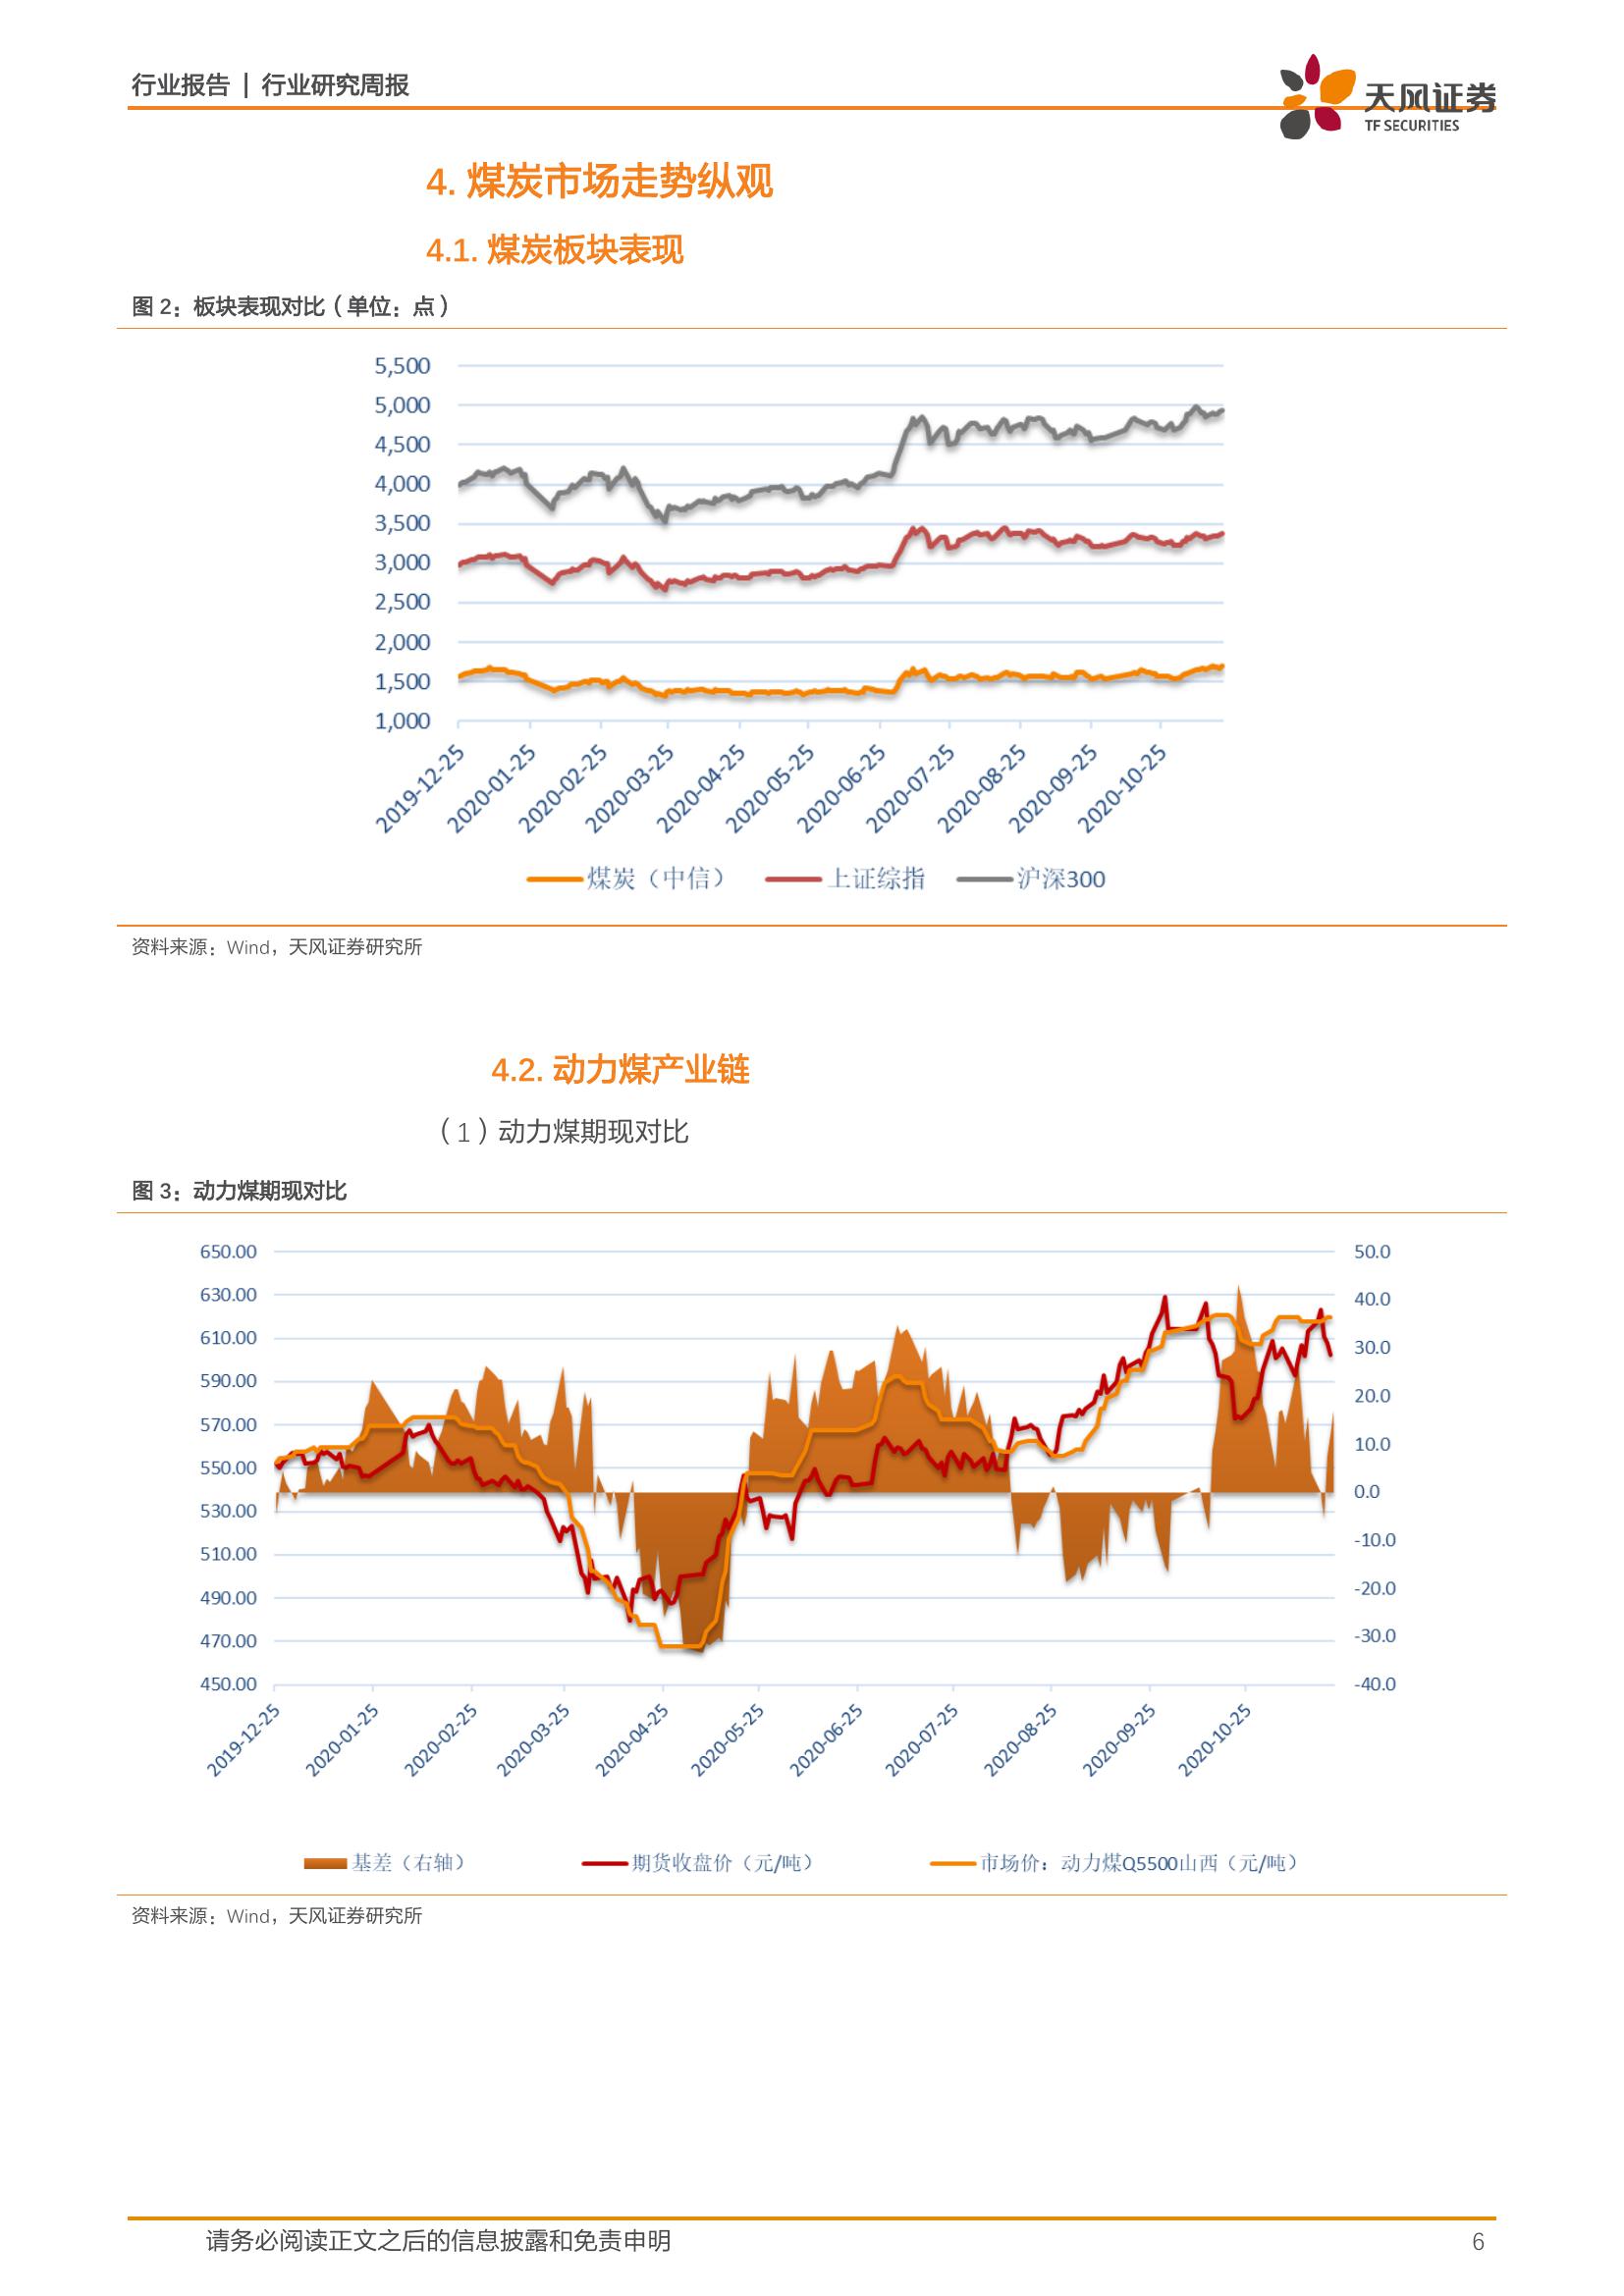 行业报告 | 行业研究周报
天风证券
TF SECURITIES
4. 煤炭市场走势纵观
4.1. 煤炭板块表现
图 2：板块表现对比（单位：点）
5,500
5,000
4,500
4,000
3,500
3,000
2,500
2,000
1,500
1,000
2019-12-25 2020-01-25 2020-02-25 2020-03-25 2020-04-25 2020-05-25 2020-06-25 2020-07-25 2020-08-25 2020-09-25 2020-10-25
煤炭（中信） 上证综指 沪深300
资料来源：Wind，天风证券研究所
4.2. 动力煤产业链
（1）动力煤期现对比
图 3：动力煤期现对比
650.00 50.0
630.00 40.0
610.00 30.0
590.00 20.0
570.00 10.0
550.00 0.0
530.00 -10.0
510.00 -20.0
490.00 -30.0
470.00 -40.0
450.00
2019-12-25 2020-01-25 2020-02-25 2020-03-25 2020-04-25 2020-05-25 2020-06-25 2020-07-25 2020-08-25 2020-09-25 2020-10-25
基差（右轴） 期货收盘价（元/吨） 市场价：动力煤Q5500山西（元/吨）
资料来源：Wind，天风证券研究所
请务必阅读正文之后的信息披露和免责申明 6